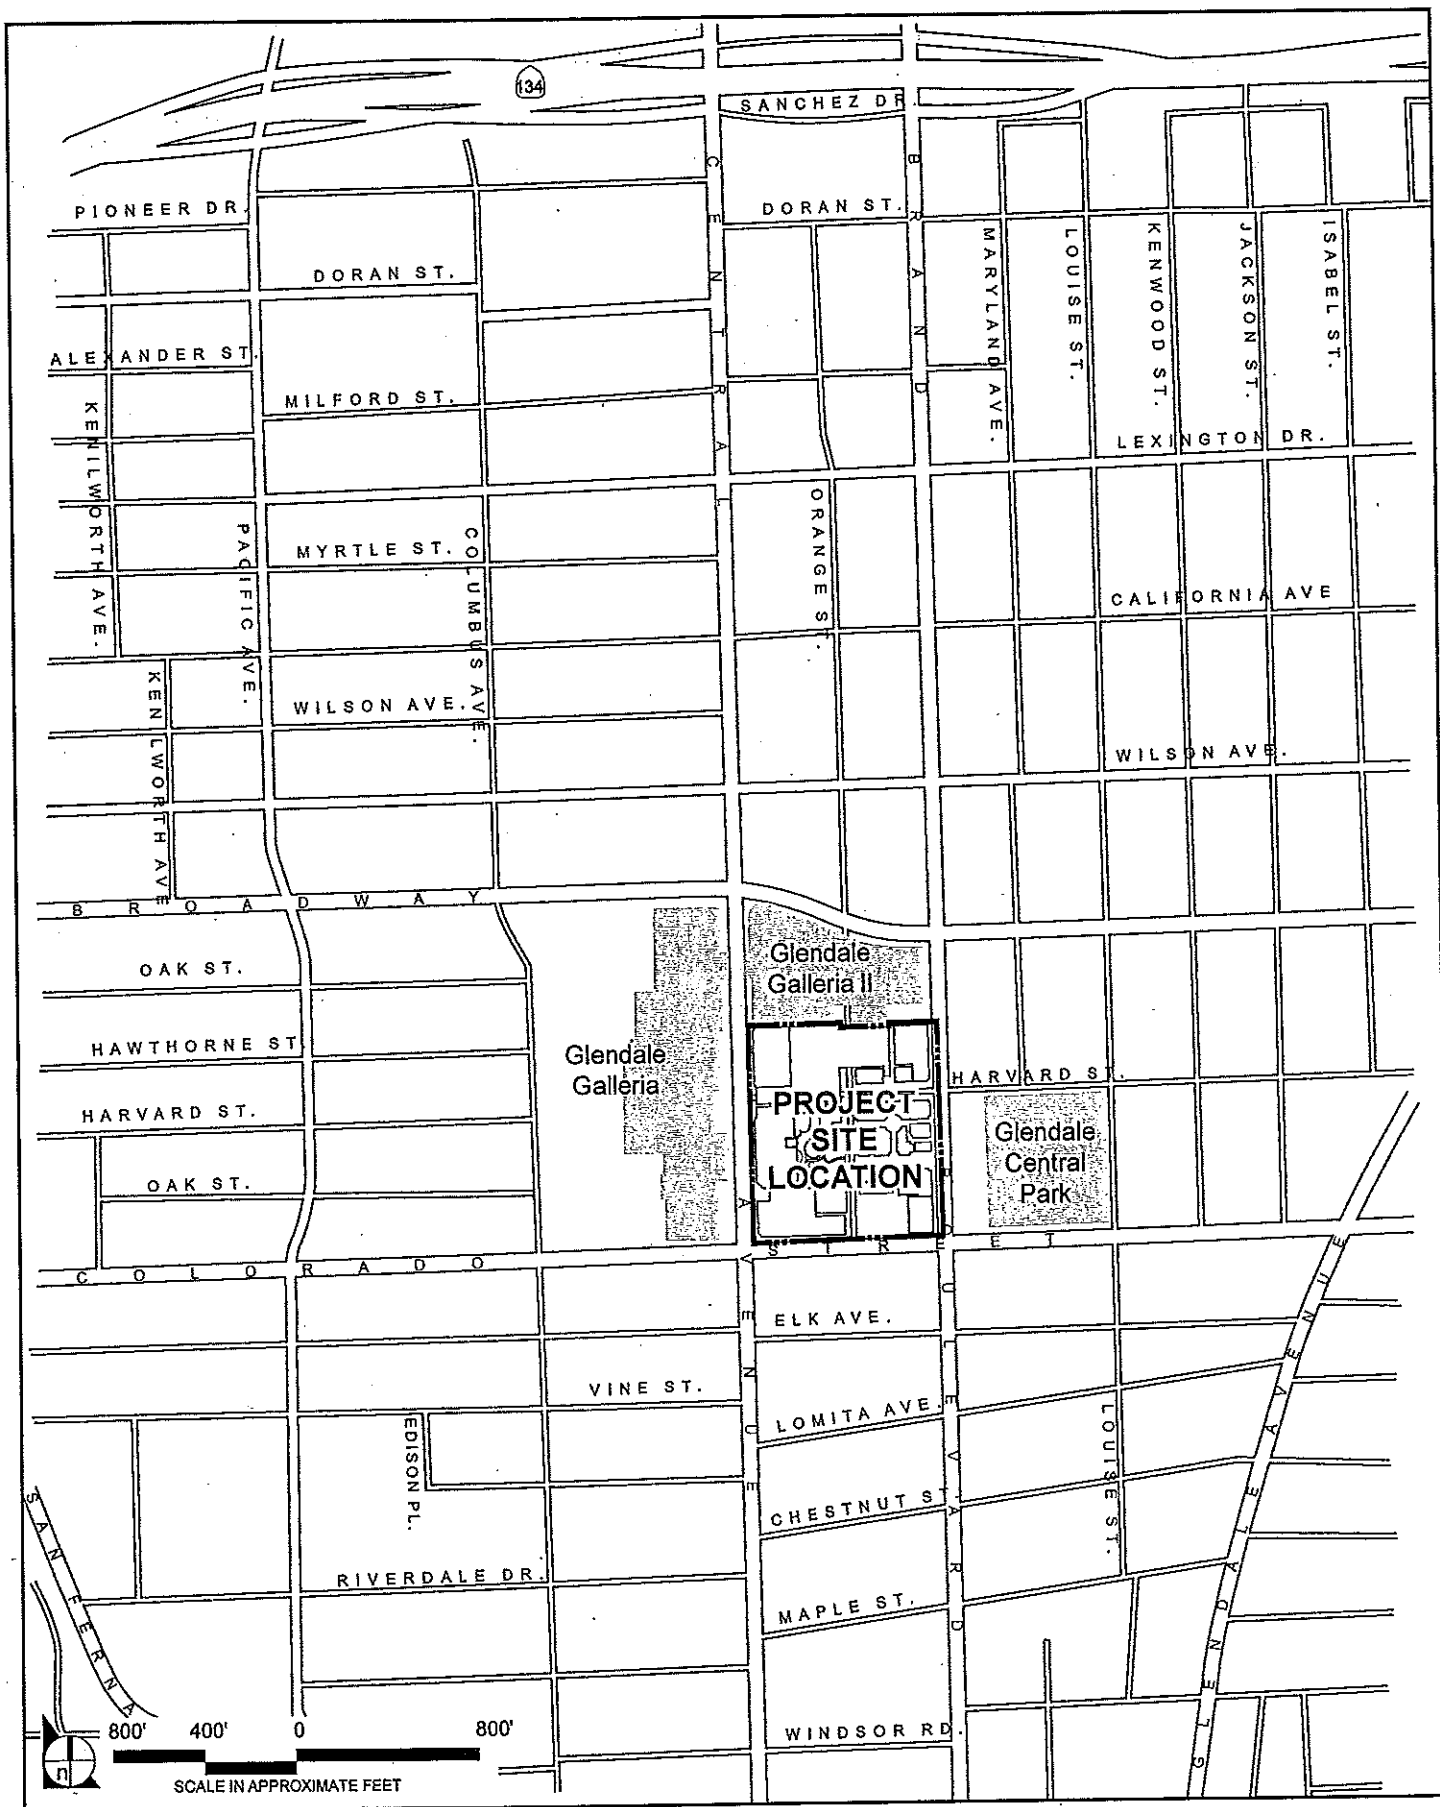 134
SANCHEZ DR.
PIONEER DR.
DORAN ST.
DORAN ST.
ALEXANDER ST.
MILFORD ST.
KENILWORTH AVE.
PACIFIC AVE.
COLUMBUS AVE.
CENTRAL AVENUE
ORANGE ST.
BRAND BOULEVARD
MARYLAND AVE.
LOUISE ST.
KENWOOD ST.
JACKSON ST.
ISABEL ST.
LEXINGTON DR.
MYRTLE ST.
CALIFORNIA AVE
KENILWORTH AVE
WILSON AVE.
WILSON AVE.
BROADWAY
OAK ST.
Glendale
Galleria II
HAWTHORNE ST
Glendale
Galleria
HARVARD ST.
HARVARD ST.
PROJECT
SITE
LOCATION
Glendale
Central
Park
OAK ST.
COLORADO STREET
ELK AVE.
VINE ST.
LOMITA AVE.
EDISON PL.
LOUISE ST.
CHESTNUT ST
SAN FERNA
RIVERDALE DR.
MAPLE ST.
GLENDALE AVENUE
WINDSOR RD.
n
800' 400' 0 800'
SCALE IN APPROXIMATE FEET